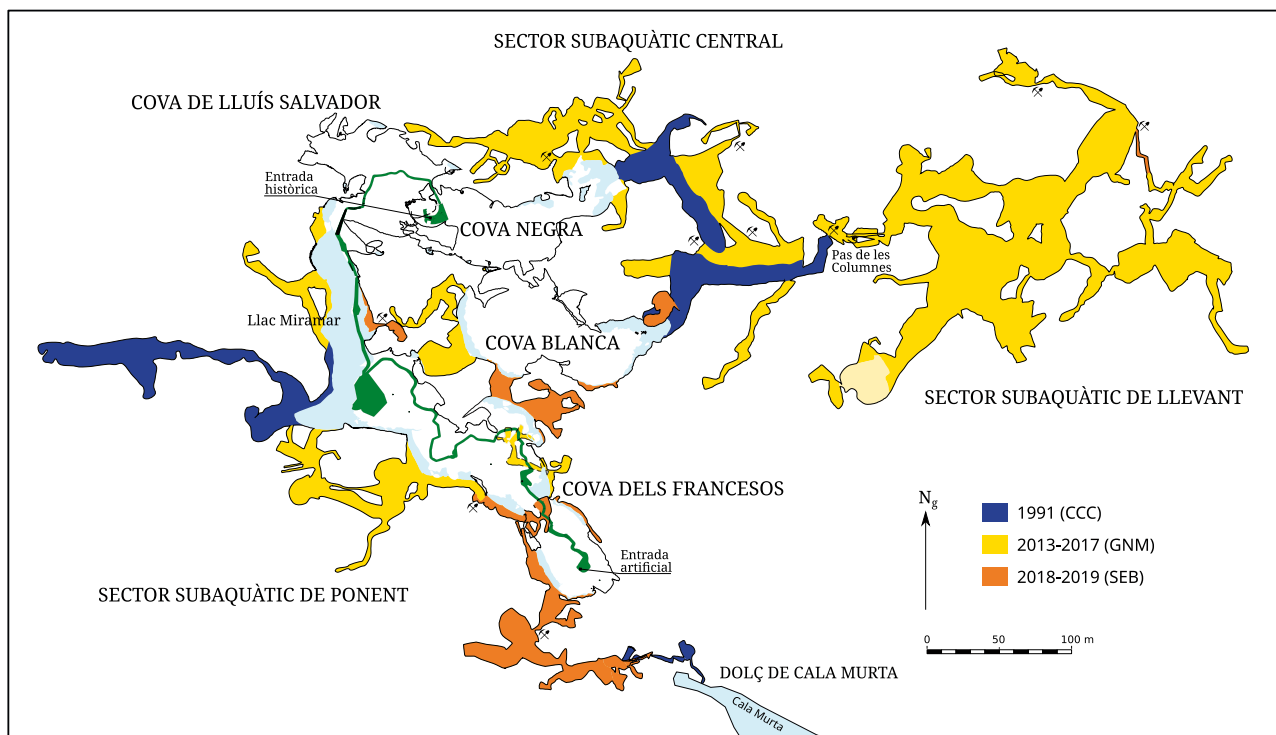 SECTOR SUBAQUÀTIC CENTRAL
COVA DE LLUÍS SALVADOR
Entrada
històrica
COVA NEGRA
Pas de les
Columnes
Llac Miramar
COVA BLANCA
SECTOR SUBAQUÀTIC DE LLEVANT
COVA DELS FRANCESOS
Ng
1991 (CCC)
2013-2017 (GNM)
2018-2019 (SEB)
Entrada
artificial
SECTOR SUBAQUÀTIC DE PONENT
0 50 100 m
DOLÇ DE CALA MURTA
Cala Murta